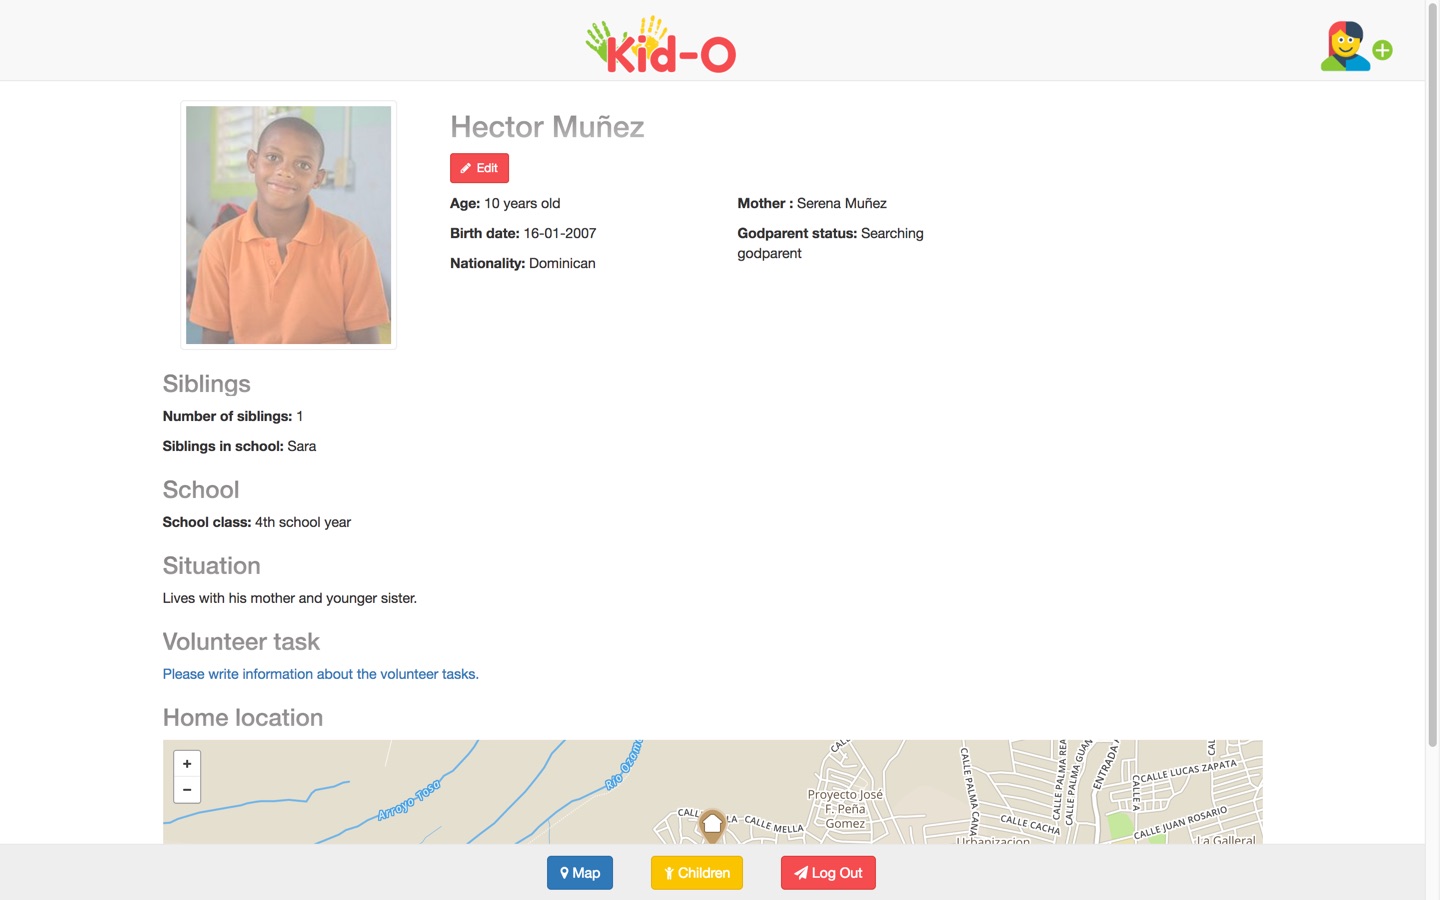 Kid-O
Hector Muñez
Edit
Age: 10 years old
Birth date: 16-01-2007
Nationality: Dominican
Mother : Serena Muñez
Godparent status: Searching
godparent
Siblings
Number of siblings: 1
Siblings in school: Sara
School
School class: 4th school year
Situation
Lives with his mother and younger sister.
Volunteer task
Please write information about the volunteer tasks.
Home location
+
−
Arroyo Toso
Río Ozama
CALLE MELLA
Proyecto José
F. Peña
Gomez
Urbanizacion
CALLE PALMA CANA
CALLE CACHA
CALLE PALMA REA
CALLE PALMA GUAN
ENTRADA
CALLE A
CALLE LUCAS ZAPATA
CALLE JUAN ROSARIO
La Galleral
Map
Children
Log Out